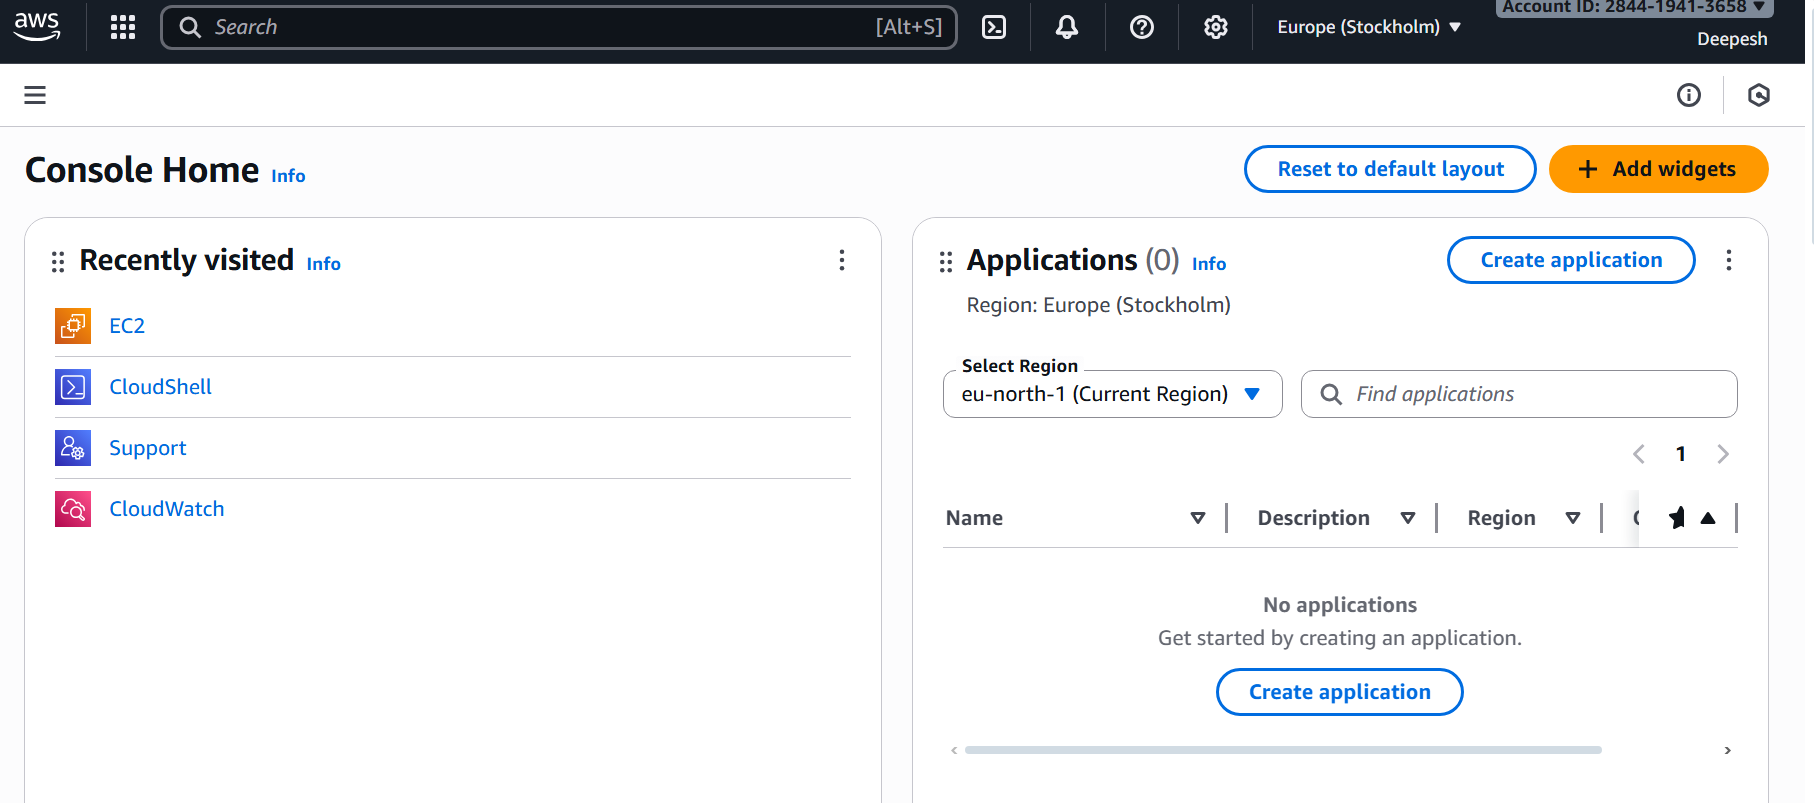 aws
Search [Alt+S]
Europe (Stockholm)
Account ID: 2844-1941-3658
Deepesh
Console Home Info
Reset to default layout
Add widgets
Recently visited Info
EC2
CloudShell
Support
CloudWatch
Applications (0) Info
Create application
Region: Europe (Stockholm)
Select Region
eu-north-1 (Current Region)
Find applications
1
Name Description Region
No applications
Get started by creating an application.
Create application